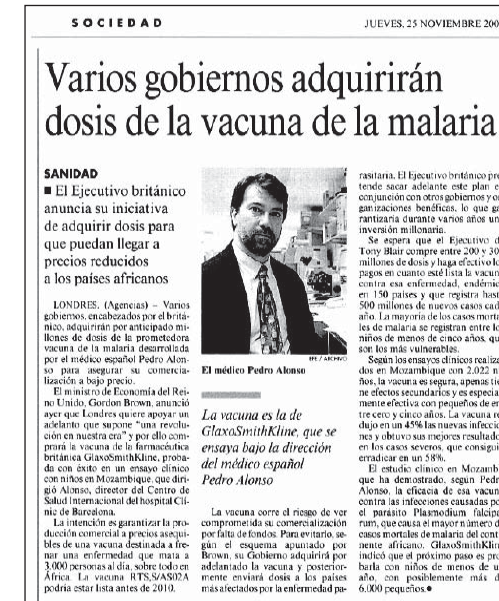 SOCIEDAD
JUEVES, 25 NOVIEMBRE 200
Varios gobiernos adquirirán
dosis de la vacuna de la malaria
SANIDAD
■ El Ejecutivo británico
anuncia su iniciativa
de adquirir dosis para
que puedan llegar a
precios reducidos
a los países africanos
LONDRES. (Agencias) – Varios
gobiernos, encabezados por el britá-
nico, adquirirán por anticipado mi-
llones de dosis de la prometedora
vacuna de la malaria desarrollada
por el médico español Pedro Alon-
so para asegurar su comercia-
lización a bajo precio.
El ministro de Economía del Rei-
no Unido, Gordon Brown, anunció
ayer que Londres quiere apoyar un
adelanto que supone "una revolu-
ción en nuestra era" y por ello com-
prará la vacuna de la farmacéutica
británica GlaxoSmithKline, proba-
da con éxito en un ensayo clínico
con niños en Mozambique, que diri-
gió Alonso, director del Centro de
Salud Internacional del hospital Clí-
nic de Barcelona.
La intención es garantizar la pro-
ducción comercial a precios asequi-
bles de una vacuna destinada a fre-
nar una enfermedad que mata a
3.000 personas al día, sobre todo en
África. La vacuna RTS,S/AS02A
podría estar lista antes de 2010.
EFE / ARCHIVO
El médico Pedro Alonso
La vacuna es la de
GlaxoSmithKline, que se
ensaya bajo la dirección
del médico español
Pedro Alonso
La vacuna corre el riesgo de ver
comprometida su comercialización
por falta de fondos. Para evitarlo, se-
gún el esquema apuntado por
Brown, su Gobierno adquirirá por
adelantado la vacuna y posterior-
mente enviará dosis a los países
más afectados por la enfermedad pa-
rasitaria. El Ejecutivo británico pre
tende sacar adelante este plan e
conjunción con otros gobiernos y o
ganizaciones benéficas, lo que ga
rantizaría durante varios años un
inversión millonaria.
Se espera que el Ejecutivo d
Tony Blair compre entre 200 y 30
millones de dosis y haga efectivo lo
pagos en cuanto esté lista la vacun
contra esa enfermedad, endémic
en 150 países y que registra hast
500 millones de nuevos casos cad
año. La mayoría de los casos morta
les de malaria se registran entre lo
niños de menos de cinco años, qu
son los más vulnerables.
Según los ensayos clínicos realiza
dos en Mozambique con 2.022 n
ños, la vacuna es segura, apenas tie
ne efectos secundarios y es especia
mente efectiva con pequeños de en
tre cero y cinco años. La vacuna re
dujo en un 45% las nuevas infeccio
nes y obtuvo sus mejores resultado
en los casos severos, que consigui
erradicar en un 58%.
El estudio clínico en Mozamb
que ha demostrado, según Pedr
Alonso, la eficacia de esa vacun
contra las infecciones causadas po
el parásito Plasmodium falcipa
rum, que causa el mayor número d
casos mortales de malaria del cont
nente africano. GlaxoSmithKlin
indicó que el próximo paso es pro
barla con niños de menos de u
año, con posiblemente más d
6.000 pequeños.●